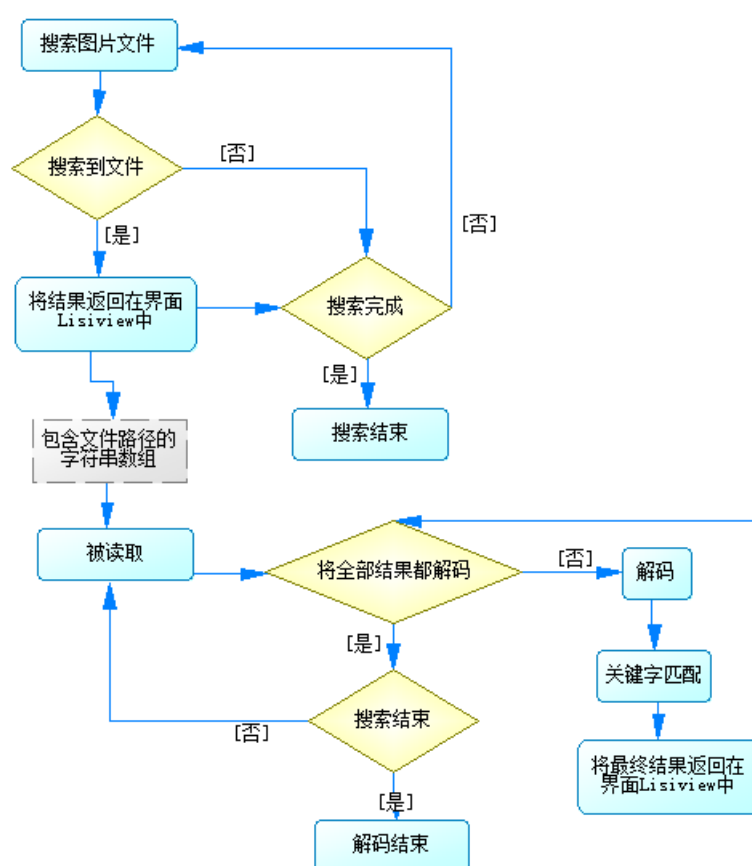 搜索图片文件
搜索到文件
[否]
[是]
[否]
将结果返回在界面
Lisiview中
搜索完成
[是]
搜索结束
包含文件路径的
字符串数组
被读取
将全部结果都解码
[否]
解码
[是]
关键字匹配
搜索结束
[否]
将最终结果返回在
界面Lisiview中
[是]
解码结束